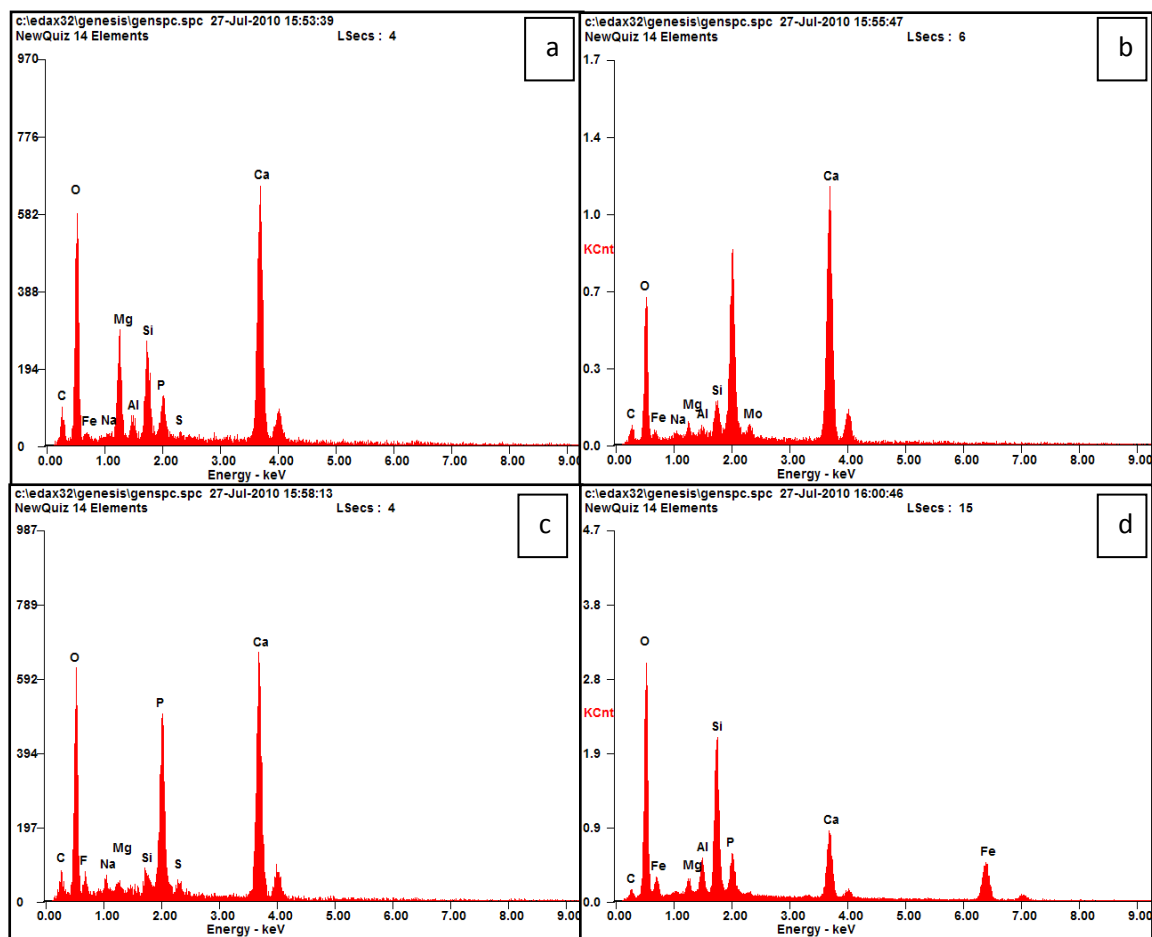 c:\edax32\genesis\genspc.spc 27-Jul-2010 15:53:39
NewQuiz 14 Elements LSecs : 4
a
970
776
582
388
194
0
C
O
Fe
Na
Mg
Al
Si
P
S
Ca
0.00 1.00 2.00 3.00 4.00 5.00 6.00 7.00 8.00 9.00
Energy - keV
c:\edax32\genesis\genspc.spc 27-Jul-2010 15:55:47
NewQuiz 14 Elements LSecs : 6
b
1.7
1.4
1.0
KCnt
0.7
0.3
0.0
C
O
Fe
Na
Mg
Al
Si
Mo
Ca
0.00 1.00 2.00 3.00 4.00 5.00 6.00 7.00 8.00 9.00
Energy - keV
c:\edax32\genesis\genspc.spc 27-Jul-2010 15:58:13
NewQuiz 14 Elements LSecs : 4
c
987
789
592
394
197
0
C
O
F
Na
Mg
Si
P
S
Ca
0.00 1.00 2.00 3.00 4.00 5.00 6.00 7.00 8.00 9.00
Energy - keV
c:\edax32\genesis\genspc.spc 27-Jul-2010 16:00:46
NewQuiz 14 Elements LSecs : 15
d
4.7
3.8
2.8
KCnt
1.9
0.9
0.0
C
O
Fe
Mg
Al
Si
P
Ca
Fe
0.00 1.00 2.00 3.00 4.00 5.00 6.00 7.00 8.00 9.00
Energy - keV